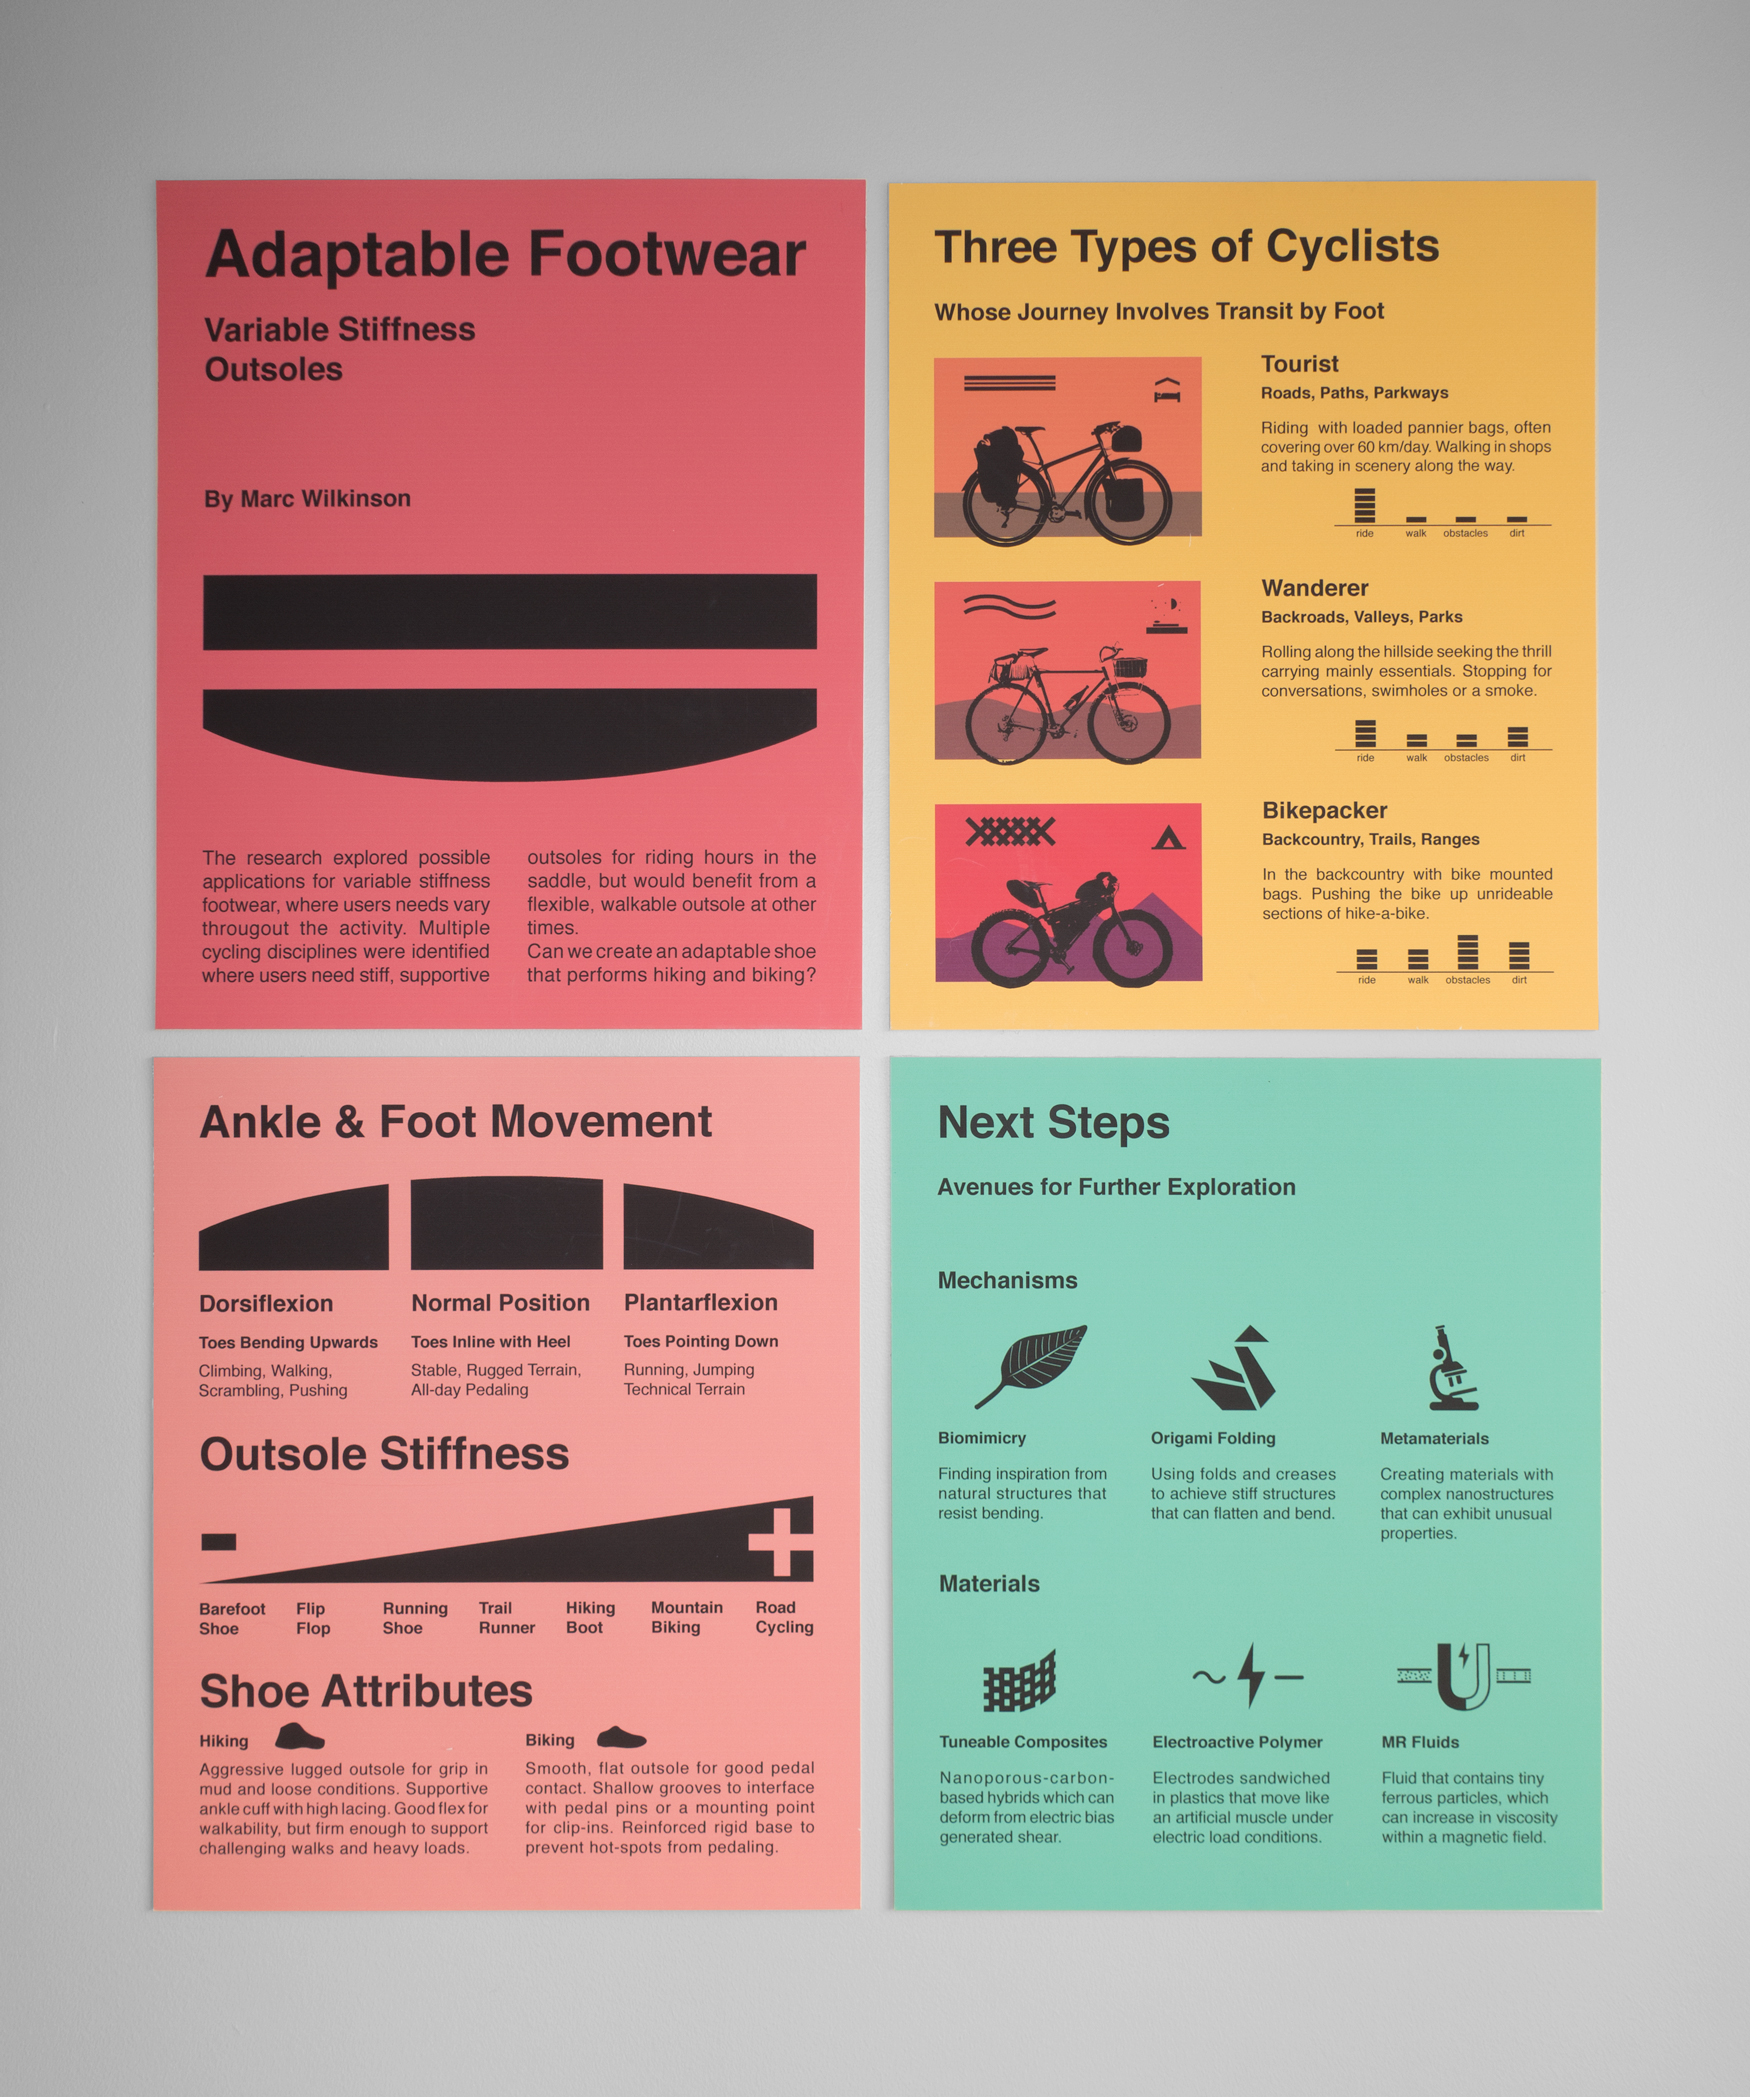 Adaptable Footwear
Variable Stiffness
Outsoles
By Marc Wilkinson
The research explored possible
applications for variable stiffness
footwear, where users needs vary
througout the activity. Multiple
cycling disciplines were identified
where users need stiff, supportive
outsoles for riding hours in the
saddle, but would benefit from a
flexible, walkable outsole at other
times.
Can we create an adaptable shoe
that performs hiking and biking?
Three Types of Cyclists
Whose Journey Involves Transit by Foot
Tourist
Roads, Paths, Parkways
Riding with loaded pannier bags, often
covering over 60 km/day. Walking in shops
and taking in scenery along the way.
ride walk obstacles dirt
Wanderer
Backroads, Valleys, Parks
Rolling along the hillside seeking the thrill
carrying mainly essentials. Stopping for
conversations, swimholes or a smoke.
ride walk obstacles dirt
Bikepacker
Backcountry, Trails, Ranges
In the backcountry with bike mounted
bags. Pushing the bike up unrideable
sections of hike-a-bike.
ride walk obstacles dirt
Ankle & Foot Movement
Dorsiflexion
Toes Bending Upwards
Climbing, Walking,
Scrambling, Pushing
Normal Position
Toes Inline with Heel
Stable, Rugged Terrain,
All-day Pedaling
Plantarflexion
Toes Pointing Down
Running, Jumping
Technical Terrain
Outsole Stiffness
Barefoot
Shoe
Flip
Flop
Running
Shoe
Trail
Runner
Hiking
Boot
Mountain
Biking
Road
Cycling
Shoe Attributes
Hiking
Aggressive lugged outsole for grip in
mud and loose conditions. Supportive
ankle cuff with high lacing. Good flex for
walkability, but firm enough to support
challenging walks and heavy loads.
Biking
Smooth, flat outsole for good pedal
contact. Shallow grooves to interface
with pedal pins or a mounting point
for clip-ins. Reinforced rigid base to
prevent hot-spots from pedaling.
Next Steps
Avenues for Further Exploration
Mechanisms
Biomimicry
Finding inspiration from
natural structures that
resist bending.
Origami Folding
Using folds and creases
to achieve stiff structures
that can flatten and bend.
Metamaterials
Creating materials with
complex nanostructures
that can exhibit unusual
properties.
Materials
Tuneable Composites
Nanoporous-carbon-
based hybrids which can
deform from electric bias
generated shear.
Electroactive Polymer
Electrodes sandwiched
in plastics that move like
an artificial muscle under
electric load conditions.
MR Fluids
Fluid that contains tiny
ferrous particles, which
can increase in viscosity
within a magnetic field.